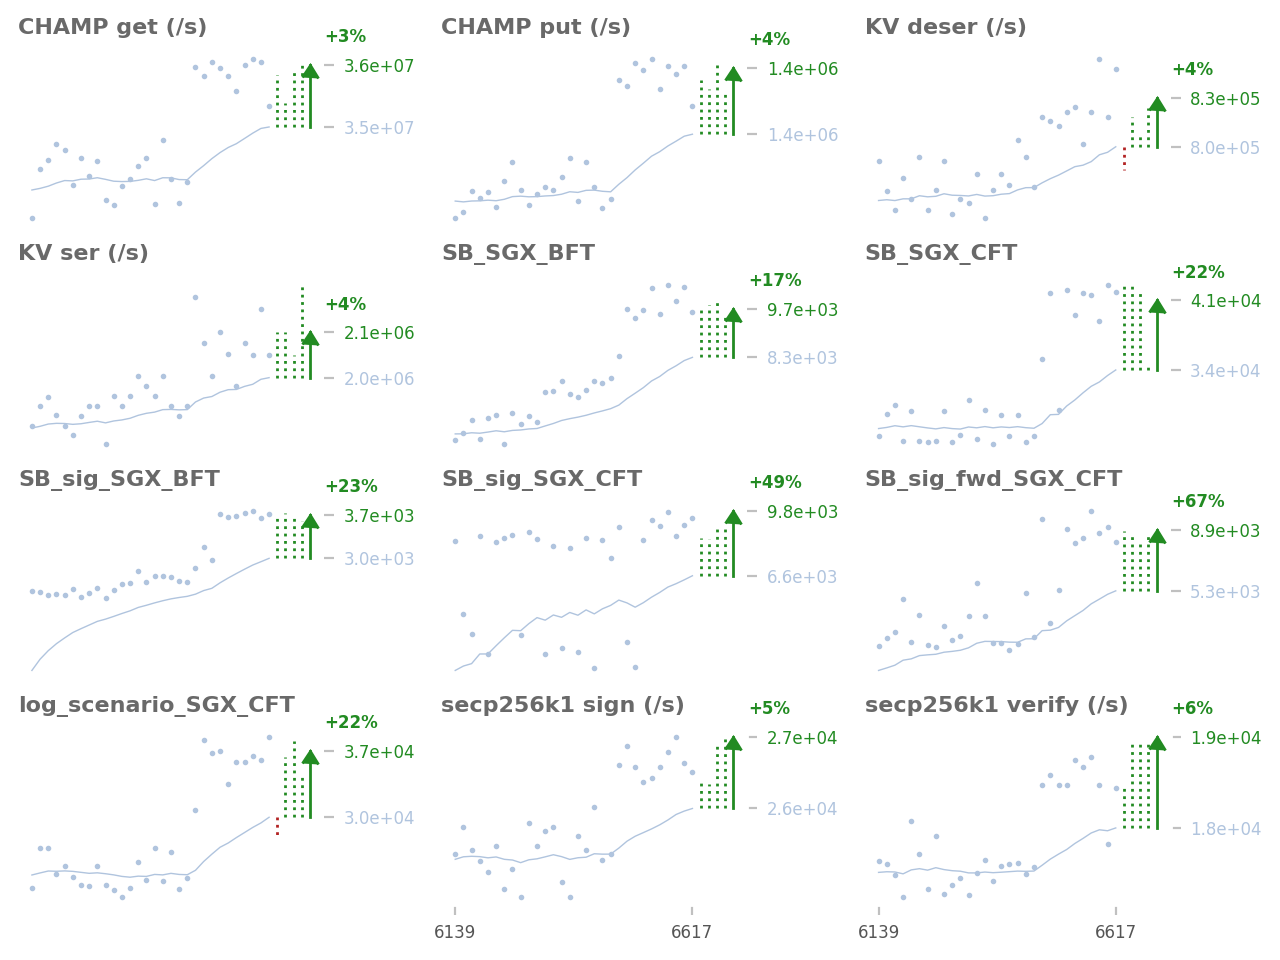 CHAMP get (/s)
+3%
3.6e+07
3.5e+07
CHAMP put (/s)
+4%
1.4e+06
1.4e+06
KV deser (/s)
+4%
8.3e+05
8.0e+05
KV ser (/s)
+4%
2.1e+06
2.0e+06
SB_SGX_BFT
+17%
9.7e+03
8.3e+03
SB_SGX_CFT
+22%
4.1e+04
3.4e+04
SB_sig_SGX_BFT
+23%
3.7e+03
3.0e+03
SB_sig_SGX_CFT
+49%
9.8e+03
6.6e+03
SB_sig_fwd_SGX_CFT
+67%
8.9e+03
5.3e+03
log_scenario_SGX_CFT
+22%
3.7e+04
3.0e+04
secp256k1 sign (/s)
+5%
2.7e+04
2.6e+04
6139
6617
secp256k1 verify (/s)
+6%
1.9e+04
1.8e+04
6139
6617